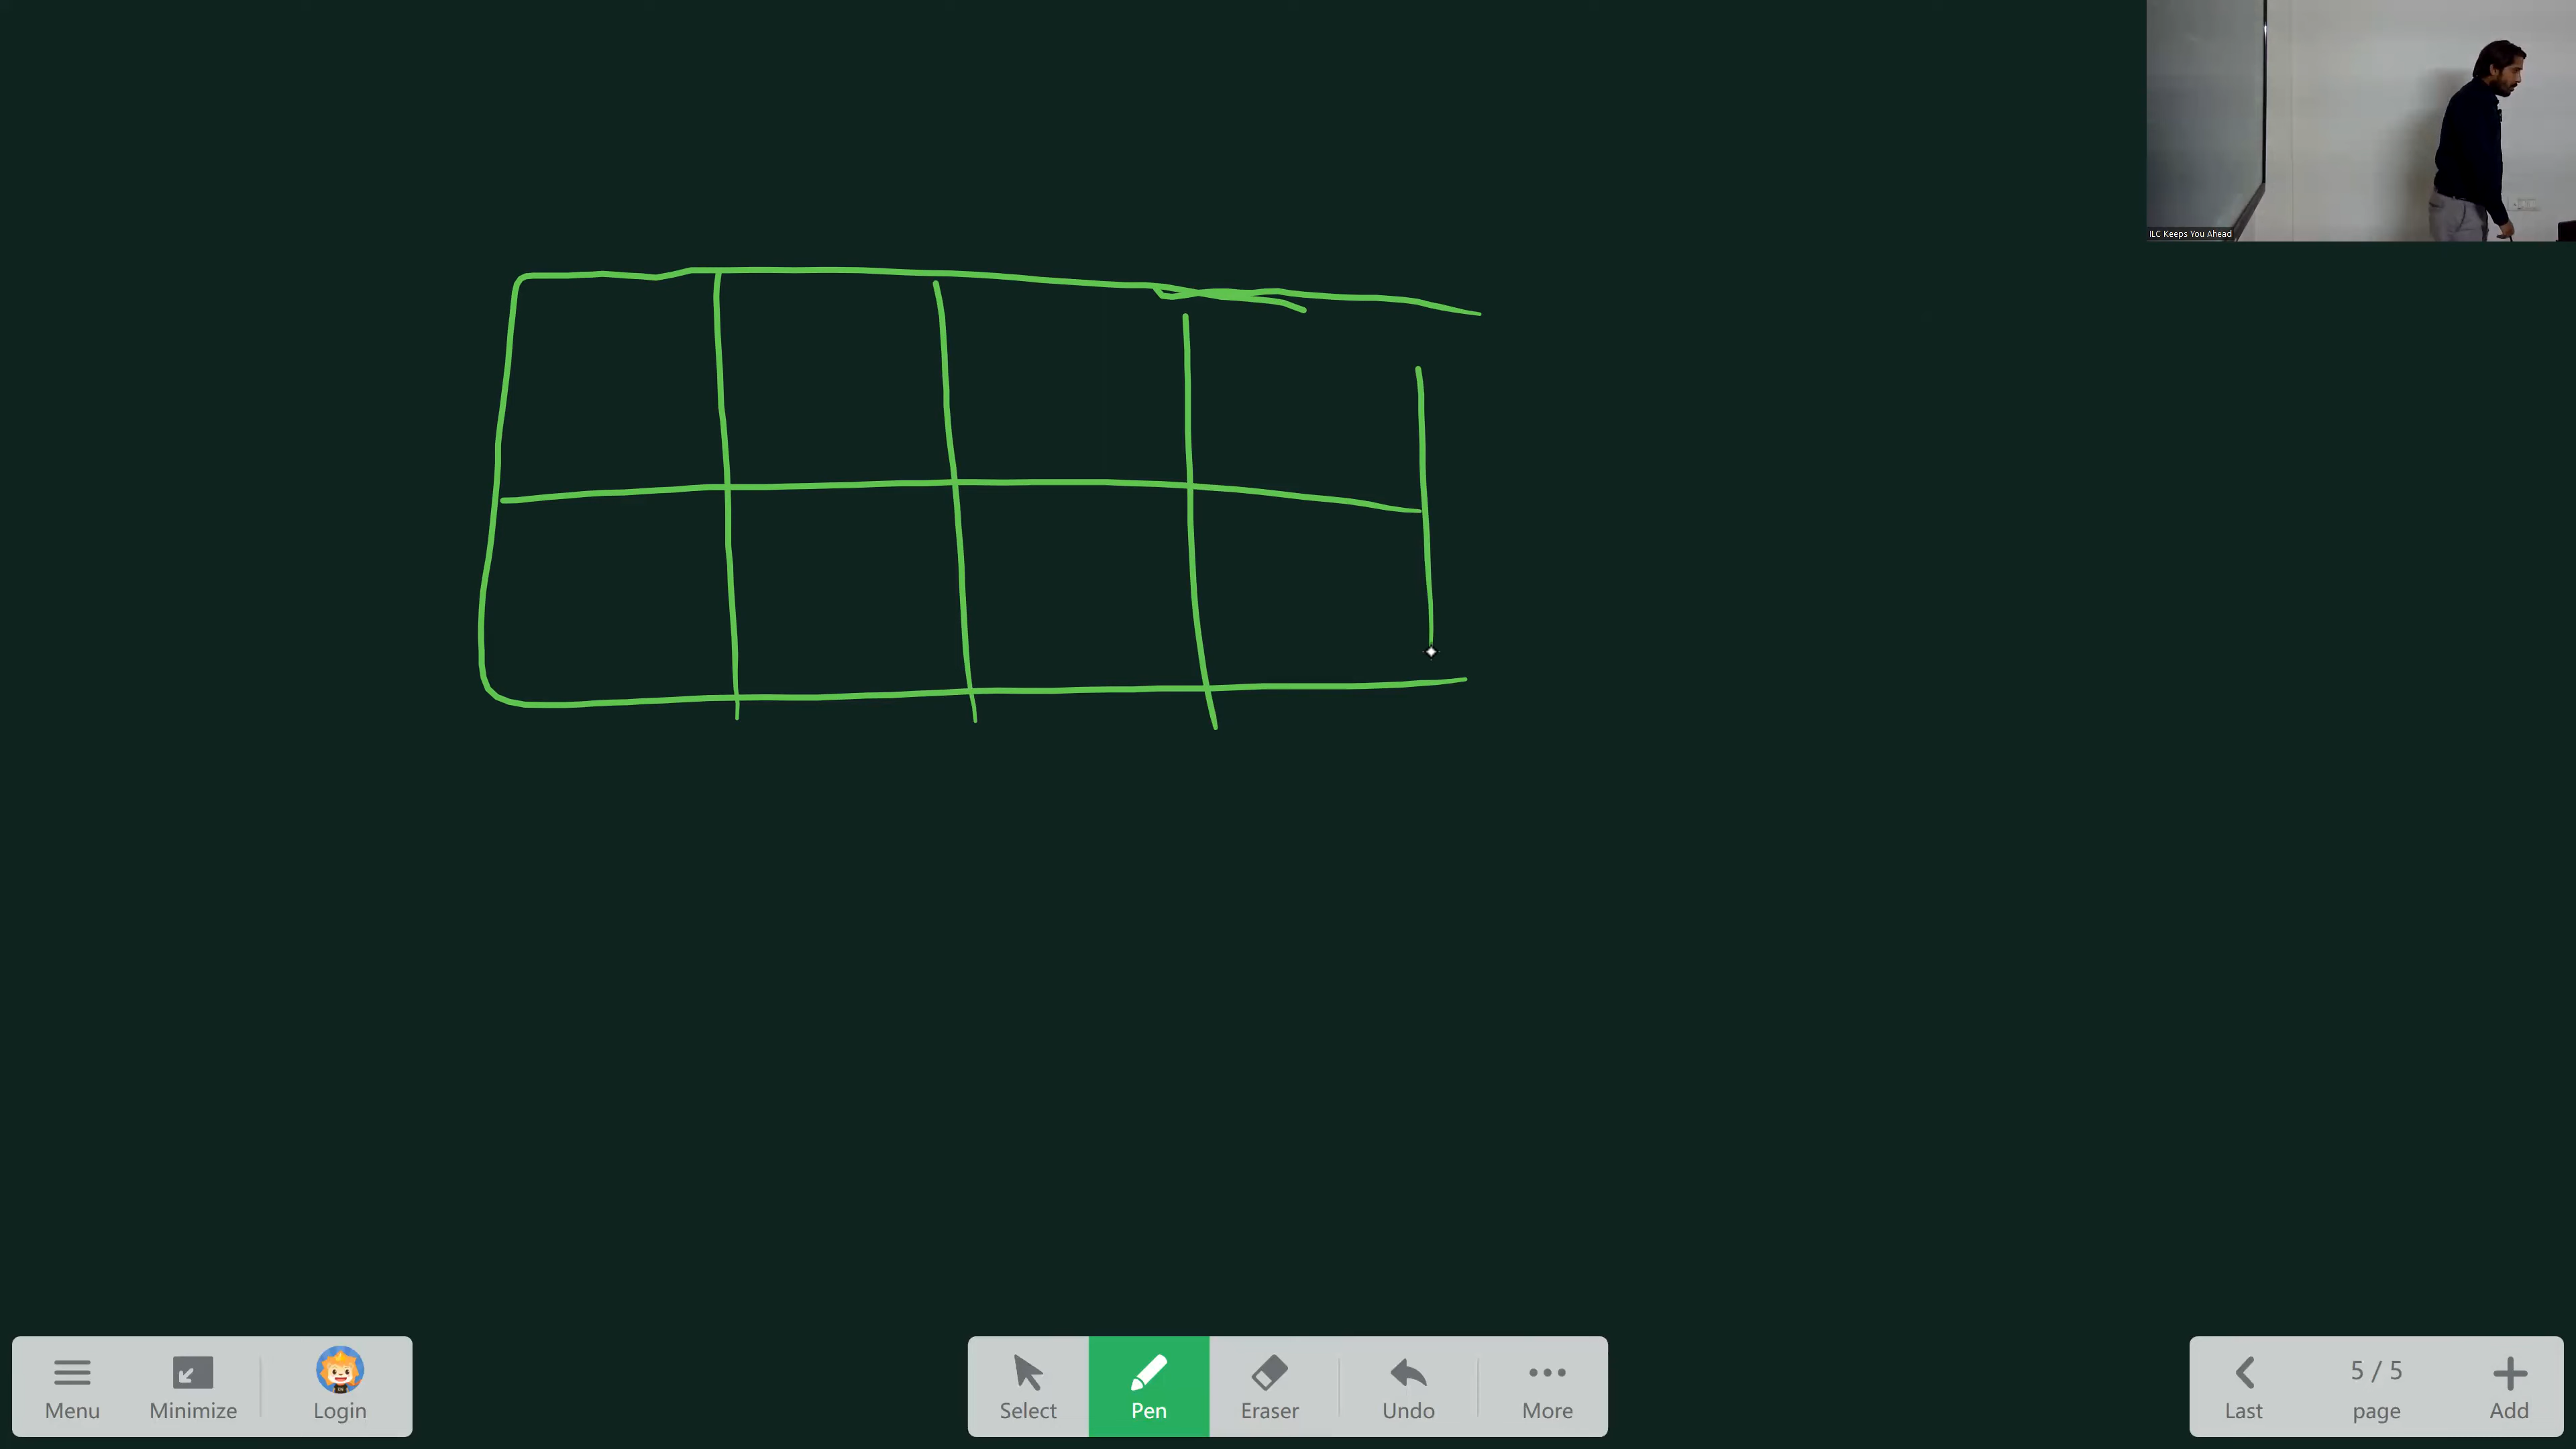 ILC Keeps You Ahead
Menu Minimize Login Select Pen Eraser Undo More Last 5 / 5 page Add